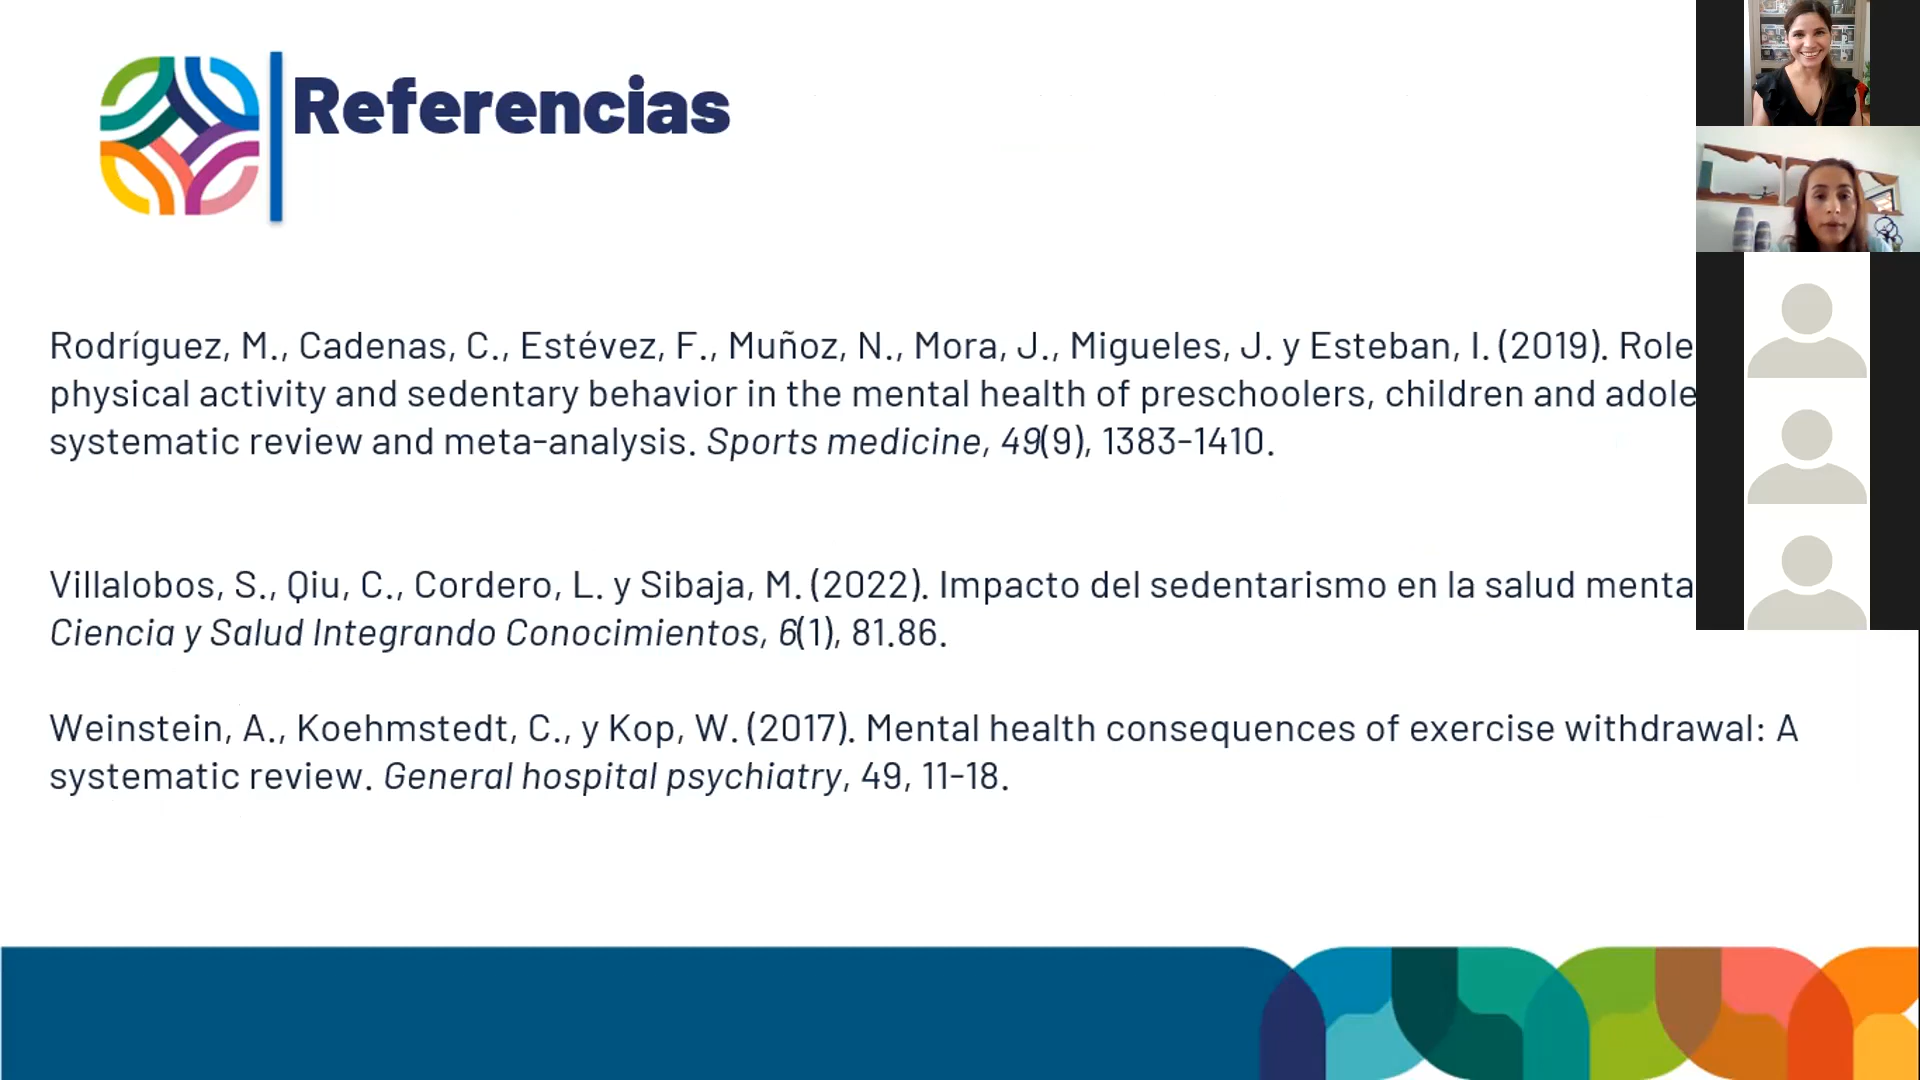 Referencias
Rodríguez, M., Cadenas, C., Estévez, F., Muñoz, N., Mora, J., Migueles, J. y Esteban, I. (2019). Role
physical activity and sedentary behavior in the mental health of preschoolers, children and adole
systematic review and meta-analysis. Sports medicine, 49(9), 1383-1410.
Villalobos, S., Qiu, C., Cordero, L. y Sibaja, M. (2022). Impacto del sedentarismo en la salud menta
Ciencia y Salud Integrando Conocimientos, 6(1), 81.86.
Weinstein, A., Koehmstedt, C., y Kop, W. (2017). Mental health consequences of exercise withdrawal: A
systematic review. General hospital psychiatry, 49, 11-18.